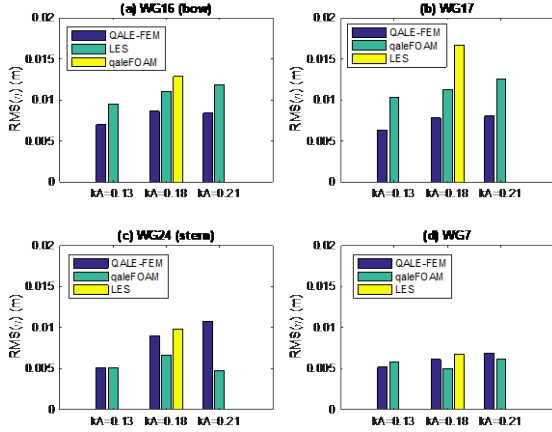 (a) WG16 (bow)
0.02
0.015
0.01
0.005
0
RMS(η) (m)
QALE-FEM
LES
qaleFOAM
kA=0.13 kA=0.18 kA=0.21
(b) WG17
0.02
0.015
0.01
0.005
0
RMS(η) (m)
QALE-FEM
qaleFOAM
LES
kA=0.13 kA=0.18 kA=0.21
(c) WG24 (stern)
0.02
0.015
0.01
0.005
0
RMS(η) (m)
QALE-FEM
qaleFOAM
LES
kA=0.13 kA=0.18 kA=0.21
(d) WG7
0.02
0.015
0.01
0.005
0
RMS(η) (m)
QALE-FEM
qaleFOAM
LES
kA=0.13 kA=0.18 kA=0.21